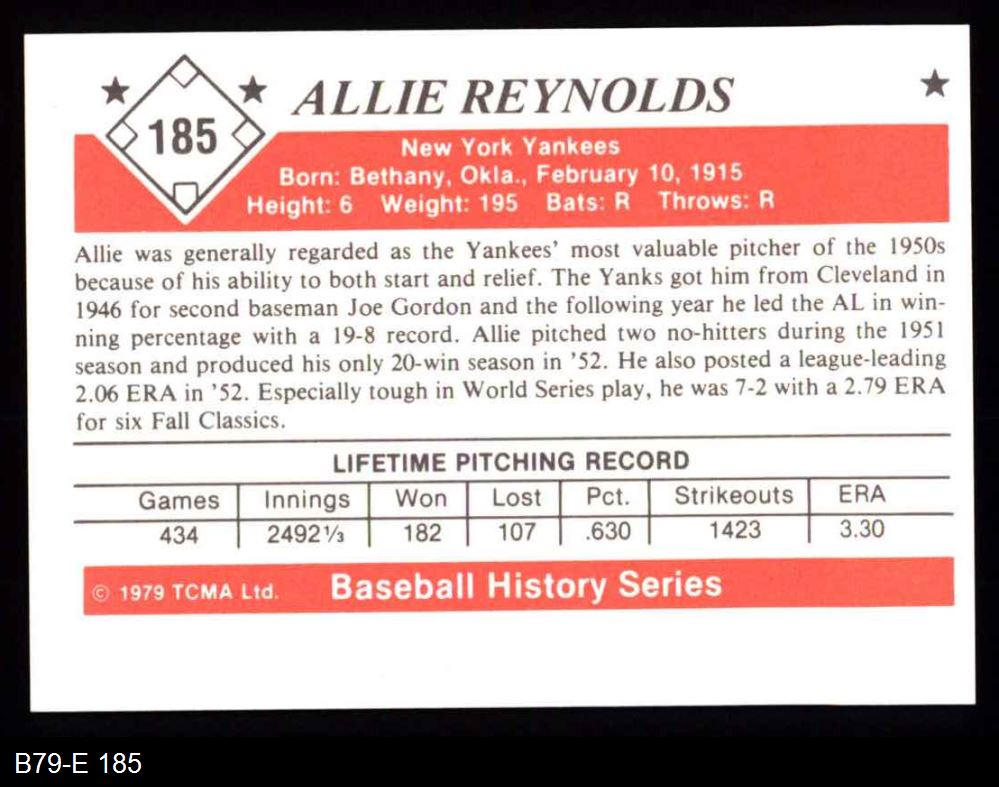 185
ALLIE REYNOLDS
New York Yankees
Born: Bethany, Okla., February 10, 1915
Height: 6 Weight: 195 Bats: R Throws: R
Allie was generally regarded as the Yankees' most valuable pitcher of the 1950s
because of his ability to both start and relief. The Yanks got him from Cleveland in
1946 for second baseman Joe Gordon and the following year he led the AL in win-
ning percentage with a 19-8 record. Allie pitched two no-hitters during the 1951
season and produced his only 20-win season in '52. He also posted a league-leading
2.06 ERA in '52. Especially tough in World Series play, he was 7-2 with a 2.79 ERA
for six Fall Classics.
LIFETIME PITCHING RECORD
Games Innings Won Lost Pct. Strikeouts ERA
434 2492⅓ 182 107 .630 1423 3.30
© 1979 TCMA Ltd. Baseball History Series
B79-E 185